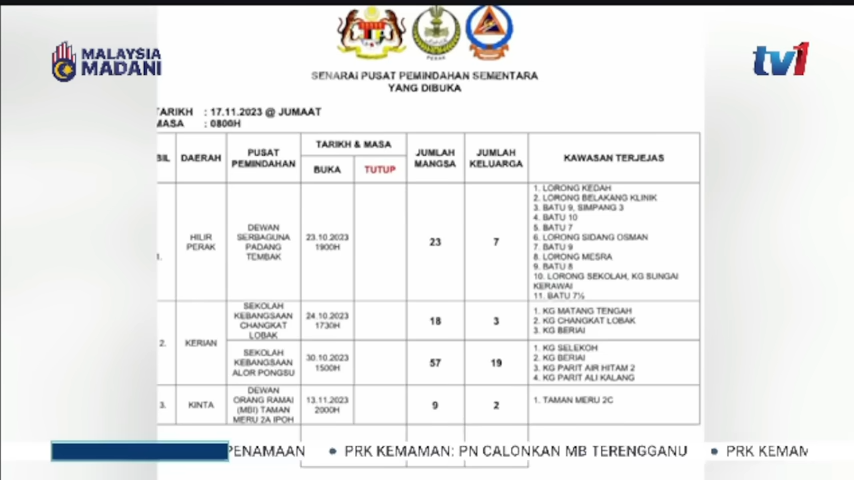 MALAYSIA
MADANI
tv1
PERAK
SENARAI PUSAT PEMINDAHAN SEMENTARA
YANG DIBUKA
TARIKH : 17.11.2023 @ JUMAAT
MASA : 0800H
BIL
DAERAH
PUSAT
PEMINDAHAN
TARIKH & MASA
BUKA
TUTUP
JUMLAH
MANGSA
JUMLAH
KELUARGA
KAWASAN TERJEJAS
1.
HILIR
PERAK
DEWAN
SERBAGUNA
PADANG
TEMBAK
23.10.2023
1900H
23
7
1. LORONG KEDAH
2. LORONG BELAKANG KLINIK
3. BATU 9, SIMPANG 3
4. BATU 10
5. BATU 7
6. LORONG SIDANG OSMAN
7. BATU 9
8. LORONG MESRA
9. BATU 8
10. LORONG SEKOLAH, KG SUNGAI
KERAWAI
11. BATU 7½
2.
KERIAN
SEKOLAH
KEBANGSAAN
CHANGKAT
LOBAK
24.10.2023
1730H
18
3
1. KG MATANG TENGAH
2. KG CHANGKAT LOBAK
3. KG BERIAI
SEKOLAH
KEBANGSAAN
ALOR PONGSU
30.10.2023
1500H
57
19
1. KG SELEKOH
2. KG BERIAI
3. KG PARIT AIR HITAM 2
4. KG PARIT ALI KALANG
3.
KINTA
DEWAN
ORANG RAMAI
(MBI) TAMAN
MERU 2A IPOH
13.11.2023
2000H
9
2
1. TAMAN MERU 2C
PENAMAAN • PRK KEMAMAN: PN CALONKAN MB TERENGGANU • PRK KEMAM